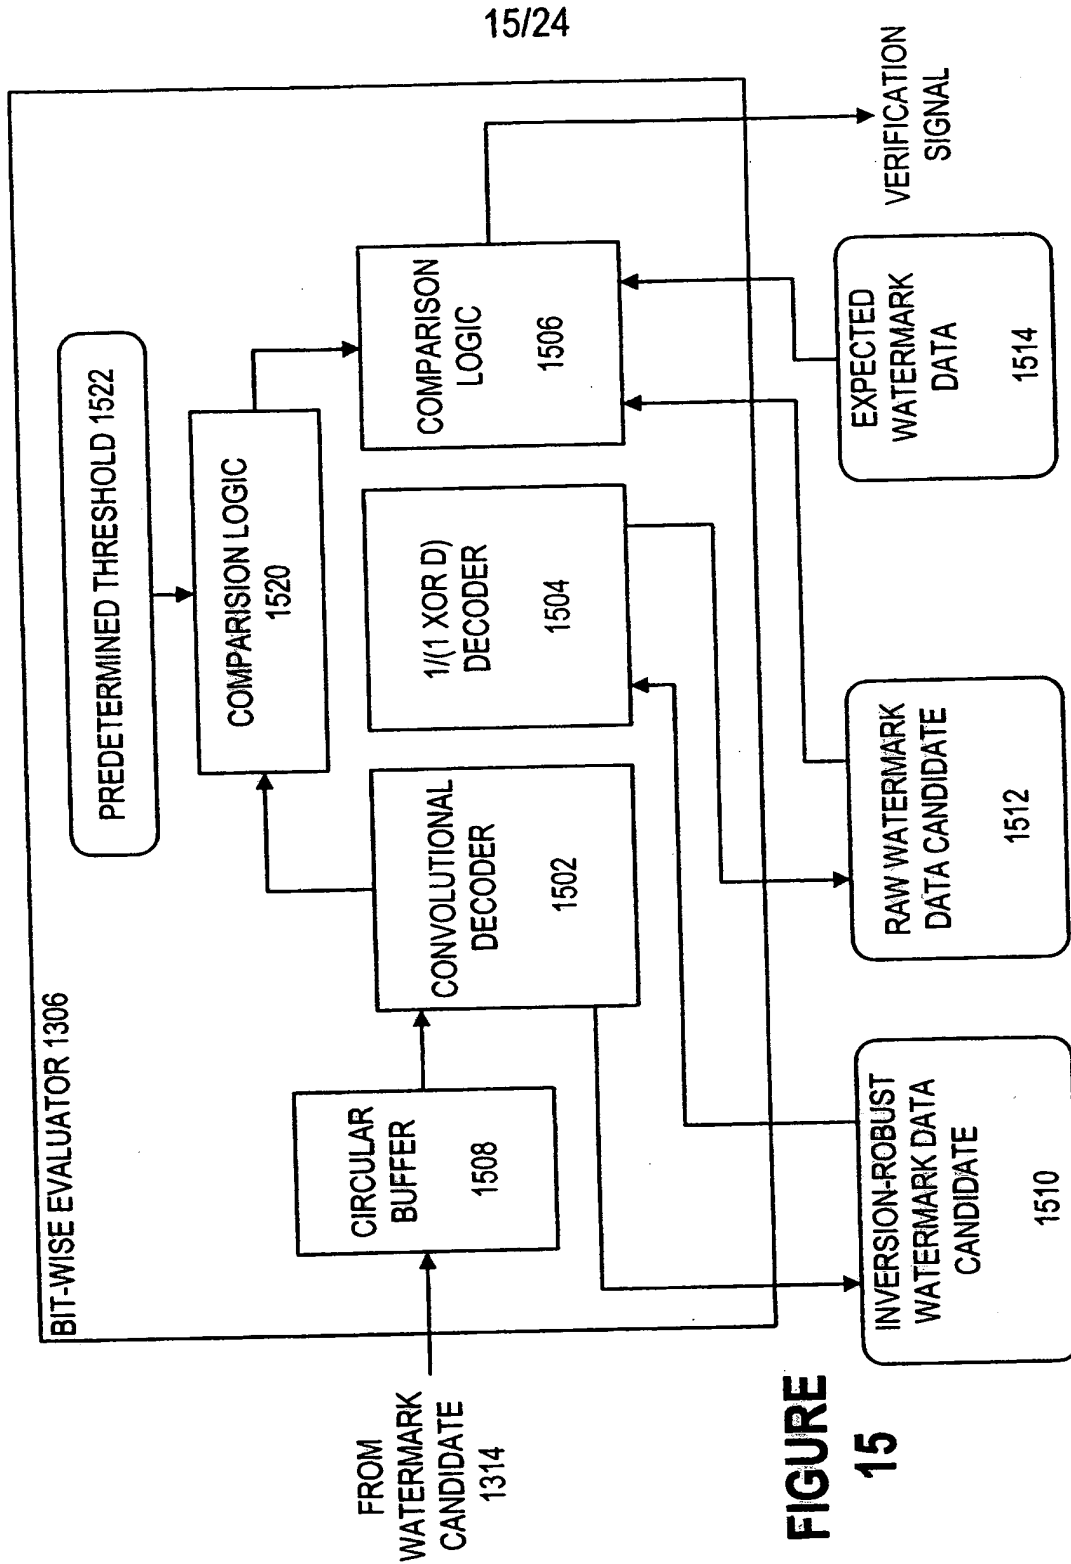 15/24
BIT-WISE EVALUATOR 1306
PREDETERMINED THRESHOLD 1522
COMPARISION LOGIC
1520
FROM
WATERMARK
CANDIDATE
1314
CIRCULAR
BUFFER
1508
CONVOLUTIONAL
DECODER
1502
1/(1 XOR D)
DECODER
1504
COMPARISON
LOGIC
1506
INVERSION-ROBUST
WATERMARK DATA
CANDIDATE
1510
RAW WATERMARK
DATA CANDIDATE
1512
EXPECTED
WATERMARK
DATA
1514
VERIFICATION
SIGNAL
FIGURE
15